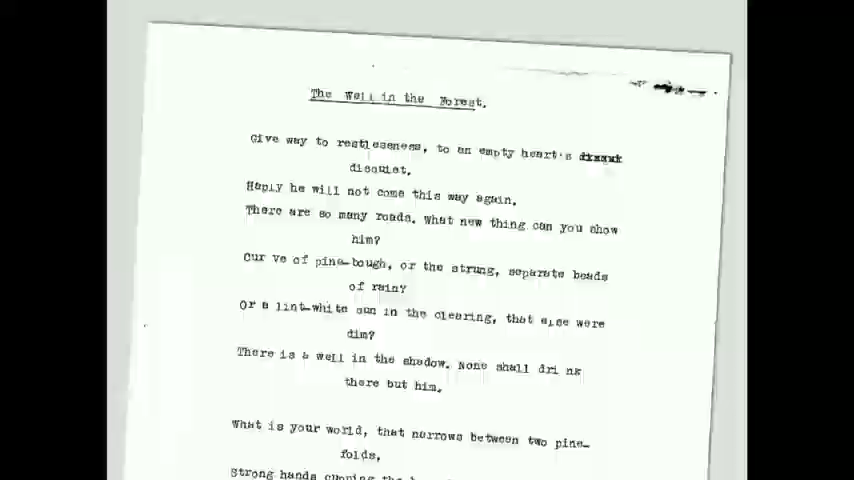 The Well in the Forest.
Give way to restlessness, to an empty heart's
disquiet.
Haply he will not come this way again.
There are so many roads. What new thing can you show
him?
Cur ve of pine-bough, or the strung, separate beads
of rain?
Or a lint-white sun in the clearing, that else were
dim?
There is a well in the shadow. None shall dri nk
there but him.
What is your world, that narrows between two pine-
folds,
Strong hands cupping the